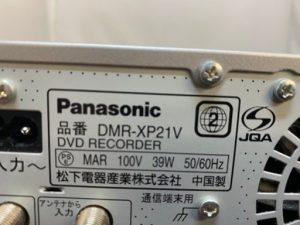 Panasonic
品番 DMR-XP21V
DVD RECORDER
2
JQA
PS E MAR 100V 39W 50/60Hz
松下電器産業株式会社 中国製
入力～
アンテナから
入力
通信端末用